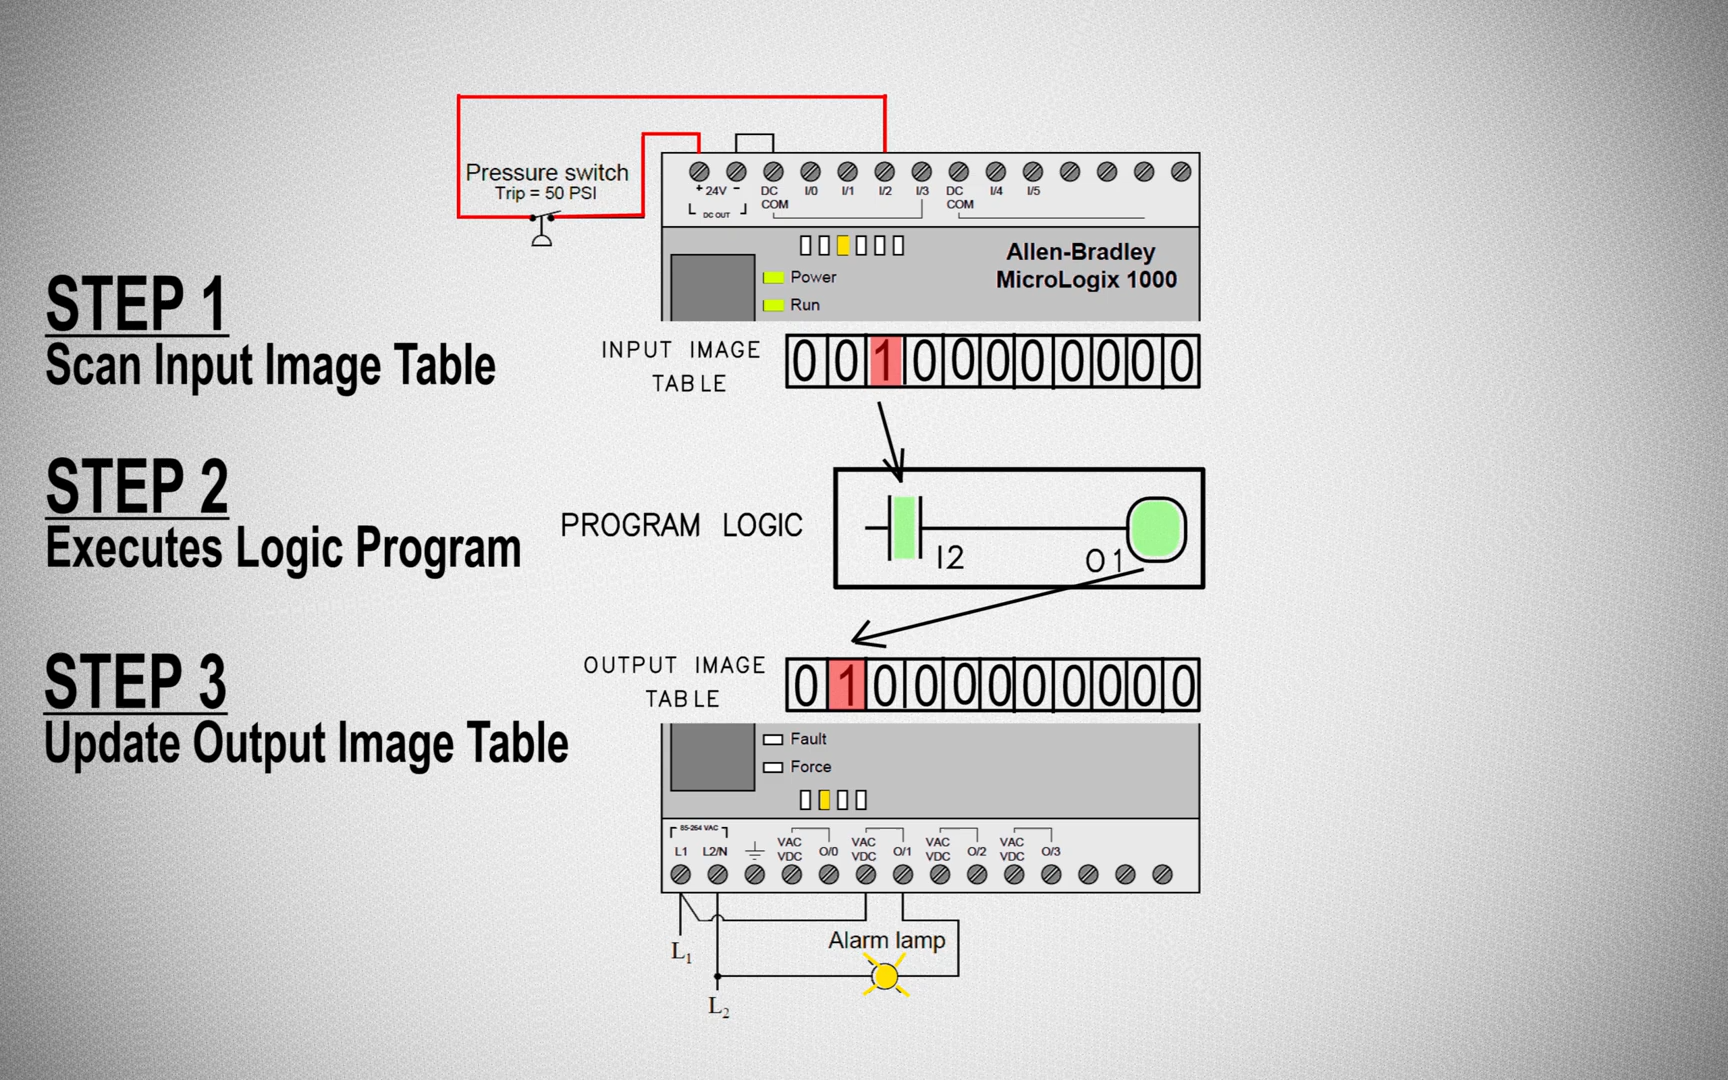 Pressure switch
Trip = 50 PSI
+ 24V − DC COM I/0 I/1 I/2 I/3 DC COM I/4 I/5
DC OUT
Allen-Bradley
MicroLogix 1000
Power
Run
STEP 1
Scan Input Image Table
INPUT IMAGE
TABLE
0 0 1 0 0 0 0 0 0 0 0
STEP 2
Executes Logic Program
PROGRAM LOGIC
I2
O1
STEP 3
Update Output Image Table
OUTPUT IMAGE
TABLE
0 1 0 0 0 0 0 0 0 0 0
Fault
Force
85-264 VAC
L1 L2/N VAC VDC O/0 VAC VDC O/1 VAC VDC O/2 VAC VDC O/3
Alarm lamp
L1
L2